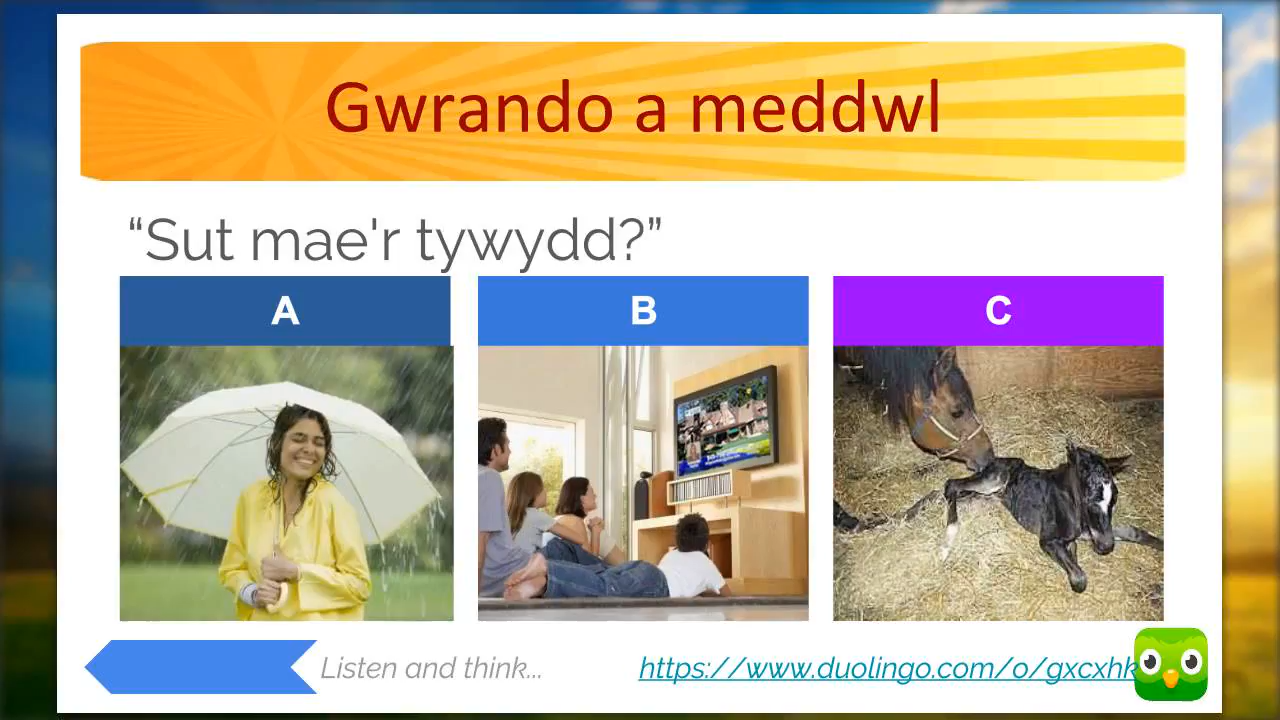 Gwrando a meddwl
“Sut mae'r tywydd?”
A
B
C
Listen and think...
https://www.duolingo.com/o/gxcxhk